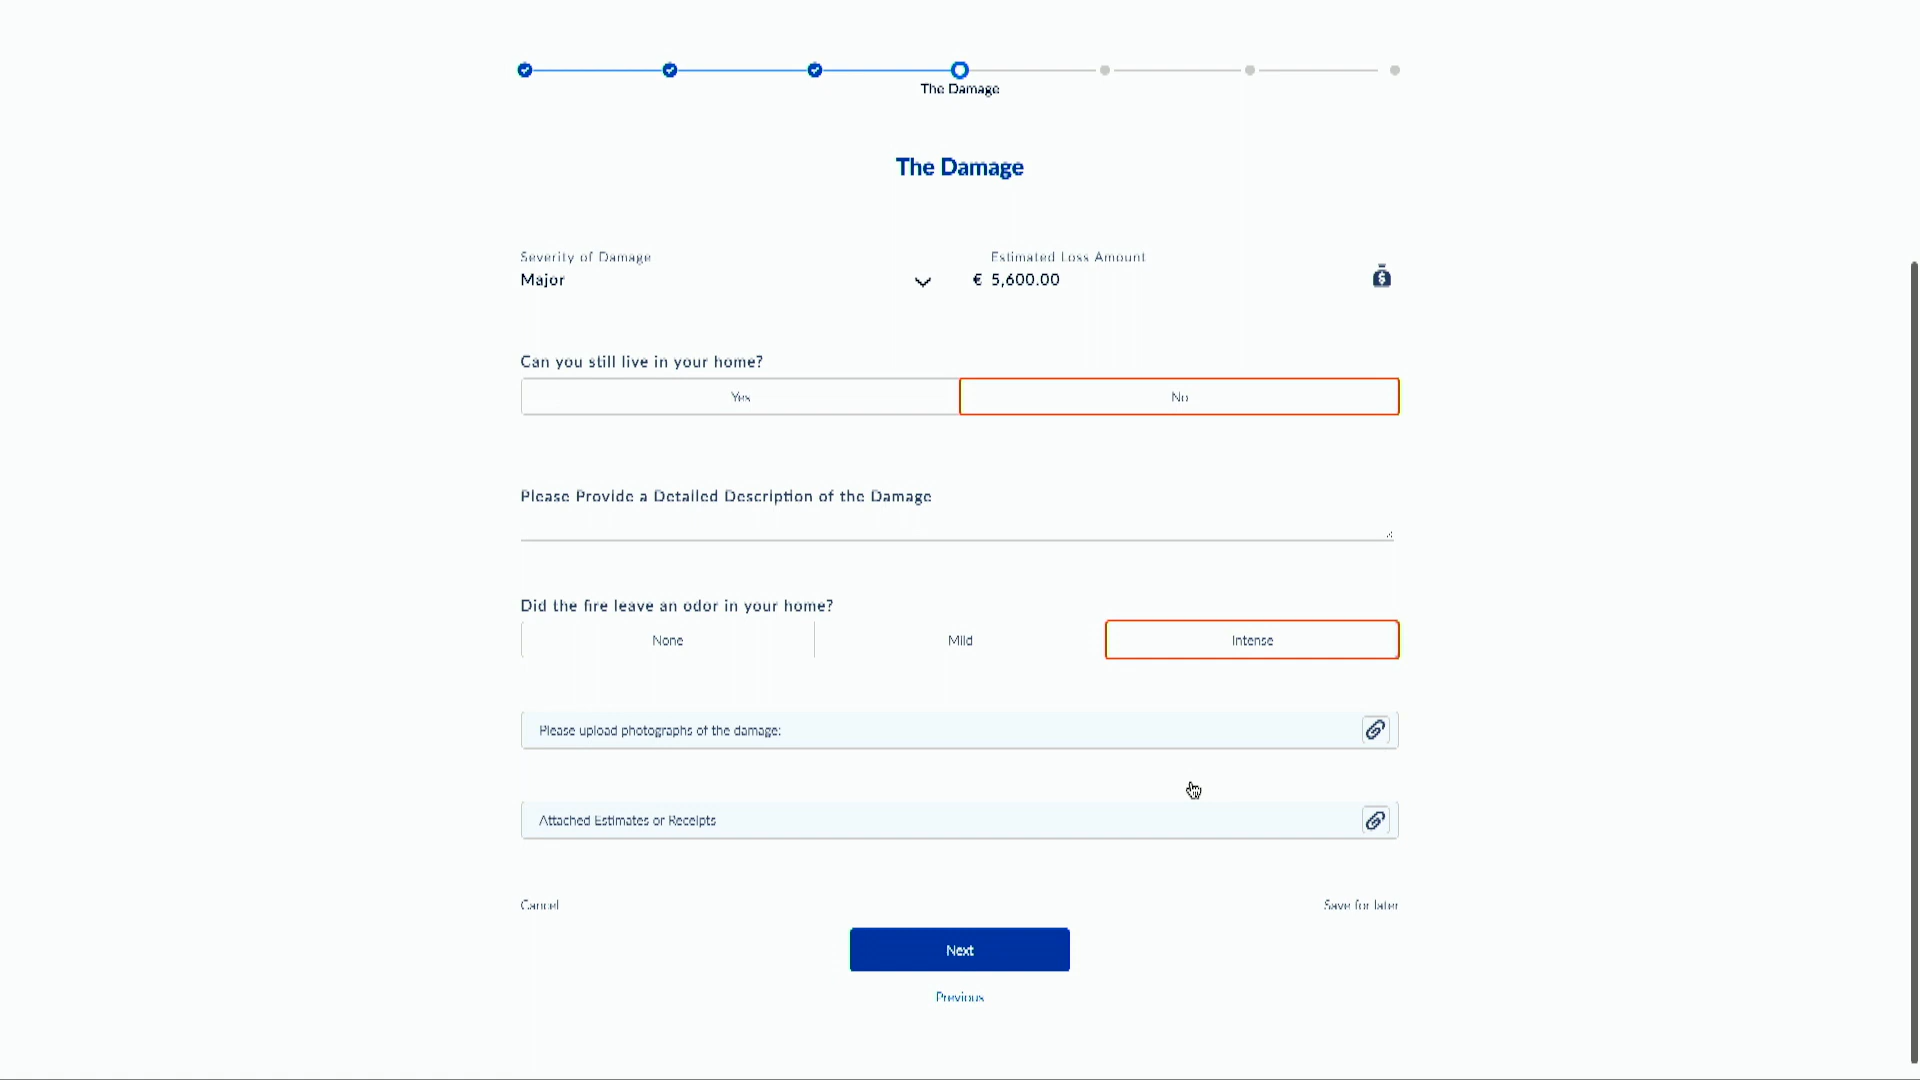 The Damage
The Damage
Severity of Damage
Major
Estimated Loss Amount
€ 5,600.00
Can you still live in your home?
Yes
No
Please Provide a Detailed Description of the Damage
Did the fire leave an odor in your home?
None
Mild
Intense
Please upload photographs of the damage:
Attached Estimates or Receipts
Cancel
Save for later
Next
Previous